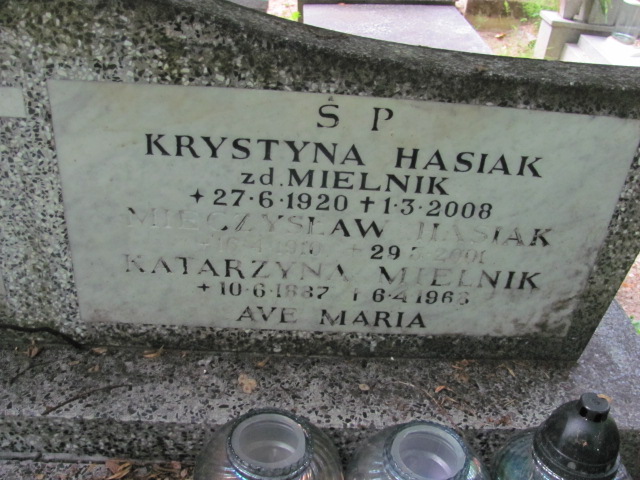 Ś P
KRYSTYNA HASIAK
zd. MIELNIK
*27·6·1920 ✝1·3·2008
MIECZYSŁAW HASIAK
KATARZYNA MIELNIK
*10·6·1887 ✝6·4·1963
AVE MARIA